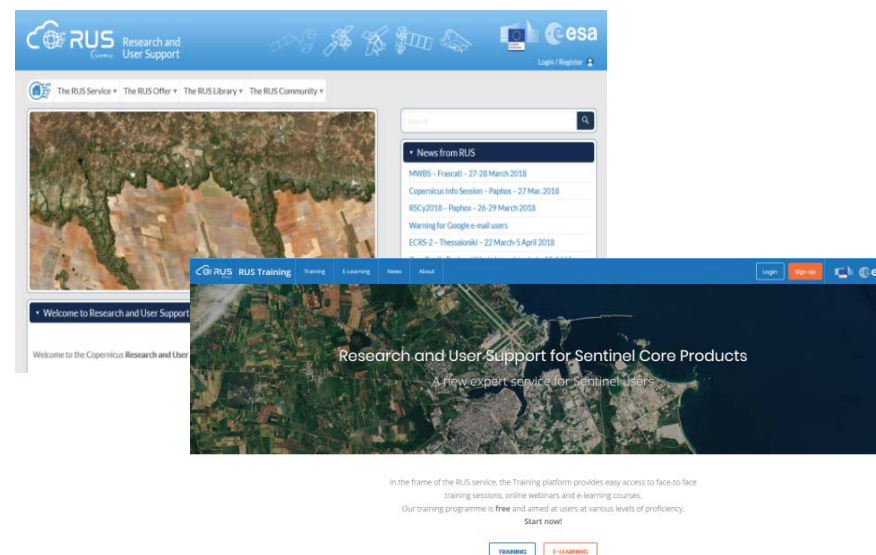 RUS
Copernicus
Research and
User Support
esa
Login / Register
The RUS Service
The RUS Offer
The RUS Library
The RUS Community
Search
• News from RUS
MWBS – Frascati – 27-28 March 2018
Copernicus Info Session – Paphos – 27 Mar. 2018
RSCy2018 – Paphos – 26-29 March 2018
Warning for Google e-mail users
ECRS-2 – Thessaloniki – 22 March-5 April 2018
• Welcome to Research and User Support
Welcome to the Copernicus Research and User
RUS
RUS Training
Training
E-Learning
News
About
Login
Sign Up
Research and User Support for Sentinel Core Products
A new expert service for Sentinel users
In the frame of the RUS service, the Training platform provides easy access to face-to-face
training sessions, online webinars and e-learning courses.
Our training programme is free and aimed at users at various levels of proficiency.
Start now!
TRAINING
E-LEARNING